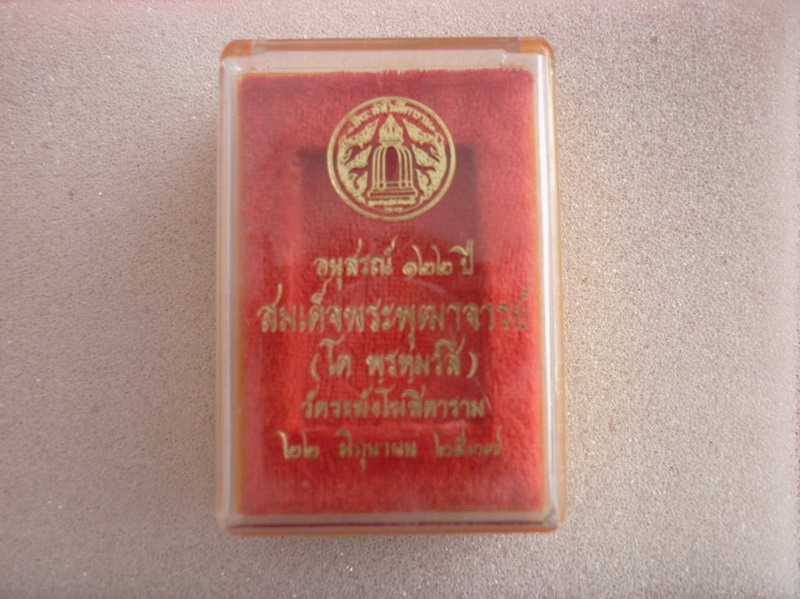 อนุสรณ์ ๑๒๒ ปี
สมเด็จพระพุฒาจารย์
(โต พฺรหฺมรํสี)
วัดระฆังโฆสิตาราม
๒๒ มิถุนายน ๒๕๓๗